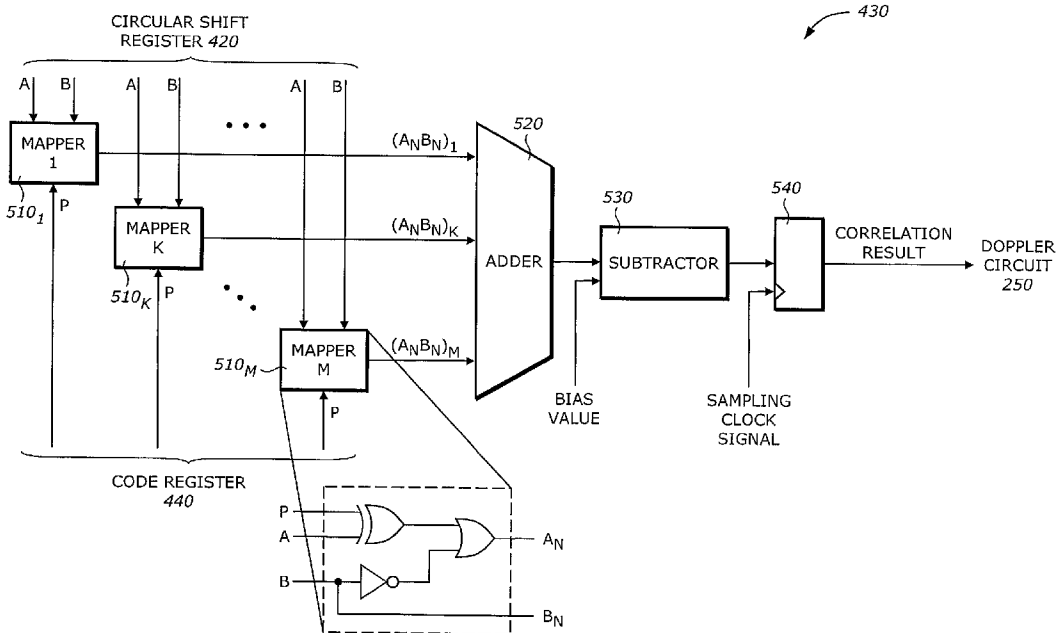 CIRCULAR SHIFT
REGISTER 420
430
A B A B A B
• • •
MAPPER
1
510₁
P
(AₙBₙ)₁
MAPPER
K
510ₖ
P
(AₙBₙ)ₖ
• • •
MAPPER
M
510ₘ
P
(AₙBₙ)ₘ
520
ADDER
530
SUBTRACTOR
BIAS
VALUE
540
SAMPLING
CLOCK
SIGNAL
CORRELATION
RESULT
DOPPLER
CIRCUIT
250
CODE REGISTER
440
P
A
B
Aₙ
Bₙ